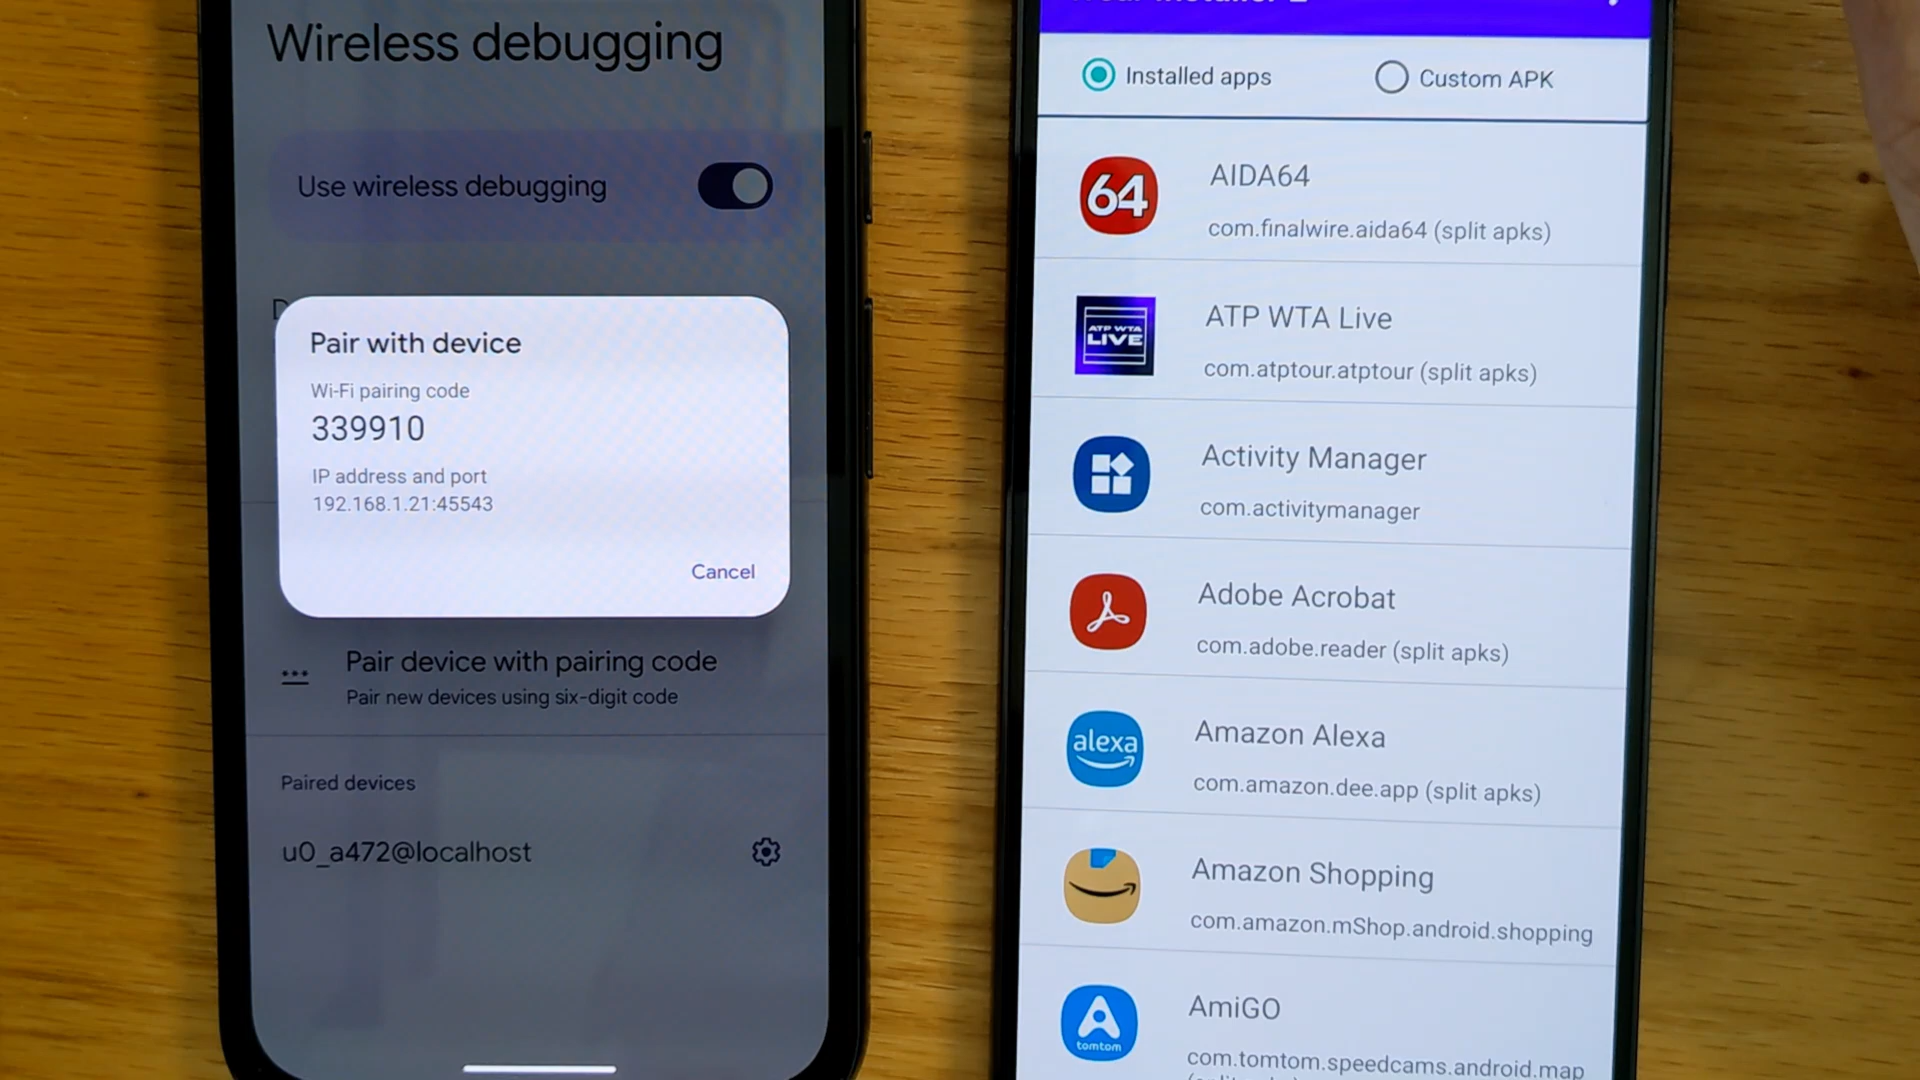 Wireless debugging
Use wireless debugging
D
Pair with device
Wi-Fi pairing code
339910
IP address and port
192.168.1.21:45543
Cancel
Pair device with pairing code
Pair new devices using six-digit code
Paired devices
u0_a472@localhost
Installed apps
Custom APK
64
AIDA64
com.finalwire.aida64 (split apks)
ATP WTA
LIVE
ATP WTA Live
com.atptour.atptour (split apks)
Activity Manager
com.activitymanager
Adobe Acrobat
com.adobe.reader (split apks)
alexa
Amazon Alexa
com.amazon.dee.app (split apks)
Amazon Shopping
com.amazon.mShop.android.shopping
tomtom
AmiGO
com.tomtom.speedcams.android.map